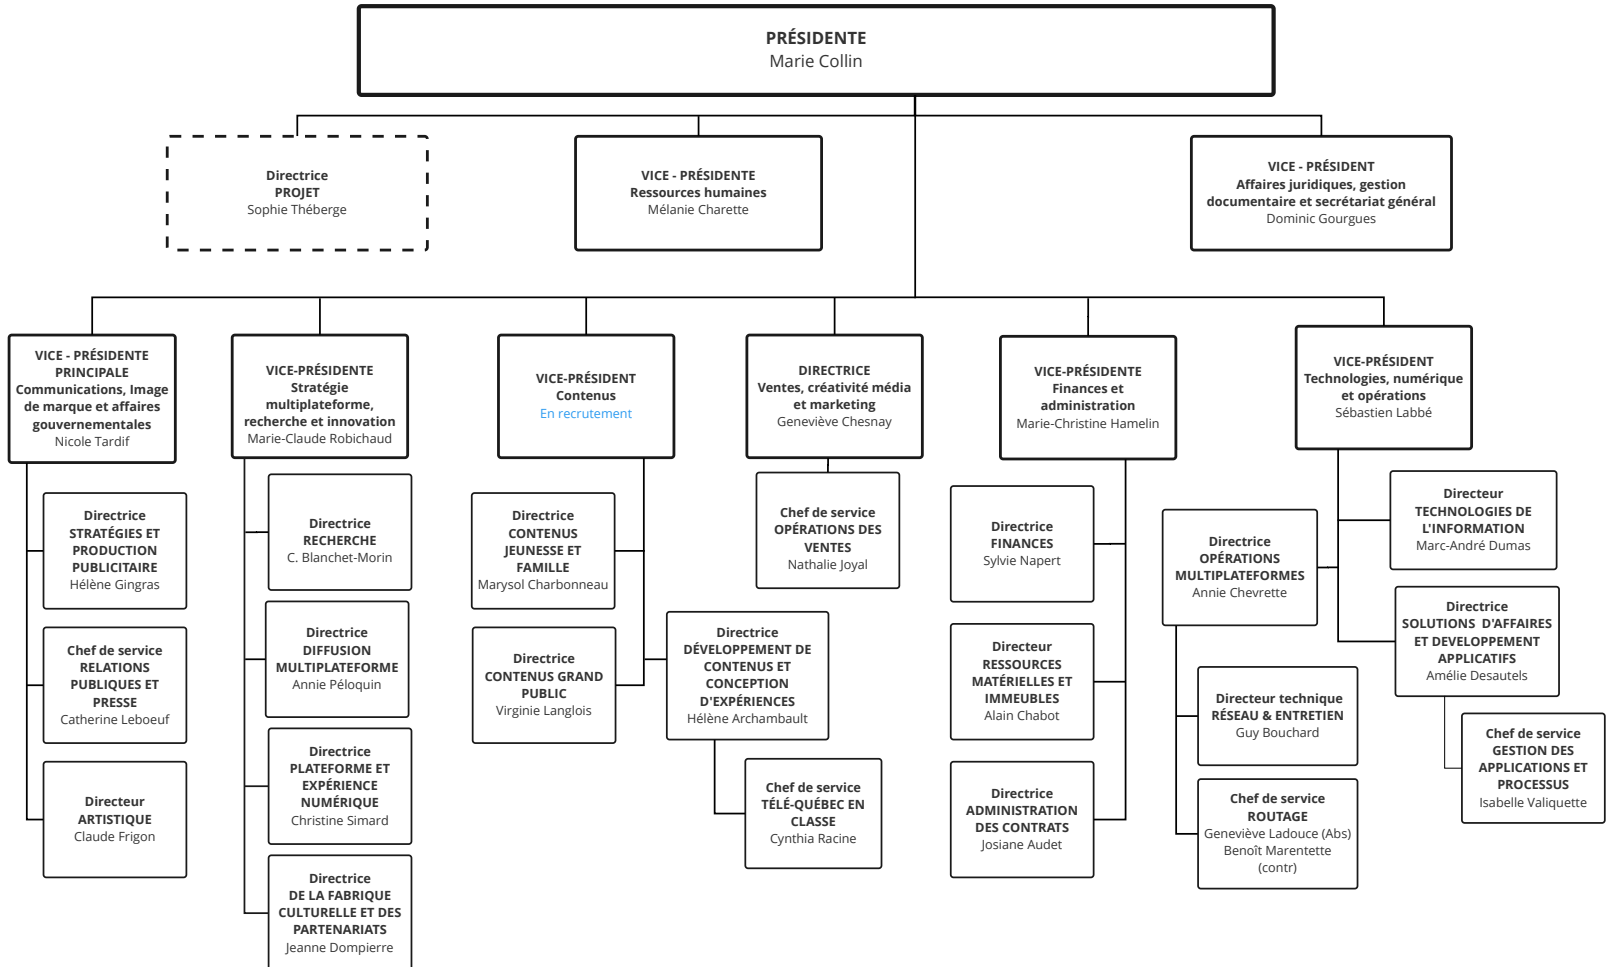 PRÉSIDENTE
Marie Collin
Directrice
PROJET
Sophie Théberge
VICE - PRÉSIDENTE
Ressources humaines
Mélanie Charette
VICE - PRÉSIDENT
Affaires juridiques, gestion
documentaire et secrétariat général
Dominic Gourgues
VICE - PRÉSIDENTE
PRINCIPALE
Communications, Image
de marque et affaires
gouvernementales
Nicole Tardif
Directrice
STRATÉGIES ET
PRODUCTION
PUBLICITAIRE
Hélène Gingras
Chef de service
RELATIONS
PUBLIQUES ET
PRESSE
Catherine Leboeuf
Directeur
ARTISTIQUE
Claude Frigon
VICE-PRÉSIDENTE
Stratégie
multiplateforme,
recherche et innovation
Marie-Claude Robichaud
Directrice
RECHERCHE
C. Blanchet-Morin
Directrice
DIFFUSION
MULTIPLATEFORME
Annie Péloquin
Directrice
PLATEFORME ET
EXPÉRIENCE
NUMÉRIQUE
Christine Simard
Directrice
DE LA FABRIQUE
CULTURELLE ET DES
PARTENARIATS
Jeanne Dompierre
VICE-PRÉSIDENT
Contenus
En recrutement
Directrice
CONTENUS
JEUNESSE ET
FAMILLE
Marysol Charbonneau
Directrice
CONTENUS GRAND
PUBLIC
Virginie Langlois
Directrice
DÉVELOPPEMENT DE
CONTENUS ET
CONCEPTION
D'EXPÉRIENCES
Hélène Archambault
Chef de service
TÉLÉ-QUÉBEC EN
CLASSE
Cynthia Racine
DIRECTRICE
Ventes, créativité média
et marketing
Geneviève Chesnay
Chef de service
OPÉRATIONS DES
VENTES
Nathalie Joyal
VICE-PRÉSIDENTE
Finances et
administration
Marie-Christine Hamelin
Directrice
FINANCES
Sylvie Napert
Directeur
RESSOURCES
MATÉRIELLES ET
IMMEUBLES
Alain Chabot
Directrice
ADMINISTRATION
DES CONTRATS
Josiane Audet
VICE-PRÉSIDENT
Technologies, numérique
et opérations
Sébastien Labbé
Directrice
OPÉRATIONS
MULTIPLATEFORMES
Annie Chevrette
Directeur technique
RÉSEAU & ENTRETIEN
Guy Bouchard
Chef de service
ROUTAGE
Geneviève Ladouce (Abs)
Benoît Marentette
(contr)
Directeur
TECHNOLOGIES DE
L'INFORMATION
Marc-André Dumas
Directrice
SOLUTIONS D'AFFAIRES
ET DEVELOPPEMENT
APPLICATIFS
Amélie Desautels
Chef de service
GESTION DES
APPLICATIONS ET
PROCESSUS
Isabelle Valiquette